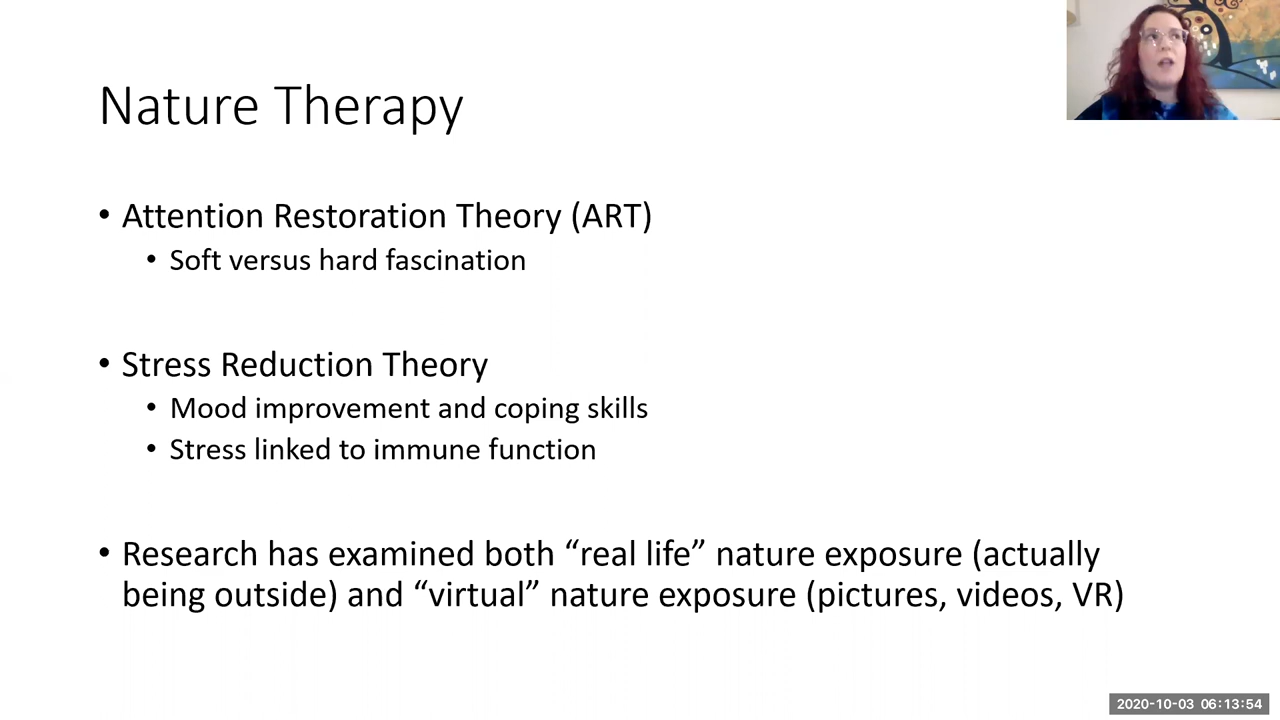 Nature Therapy
• Attention Restoration Theory (ART)
• Soft versus hard fascination
• Stress Reduction Theory
• Mood improvement and coping skills
• Stress linked to immune function
• Research has examined both “real life” nature exposure (actually
being outside) and “virtual” nature exposure (pictures, videos, VR)
2020-10-03 06:13:54